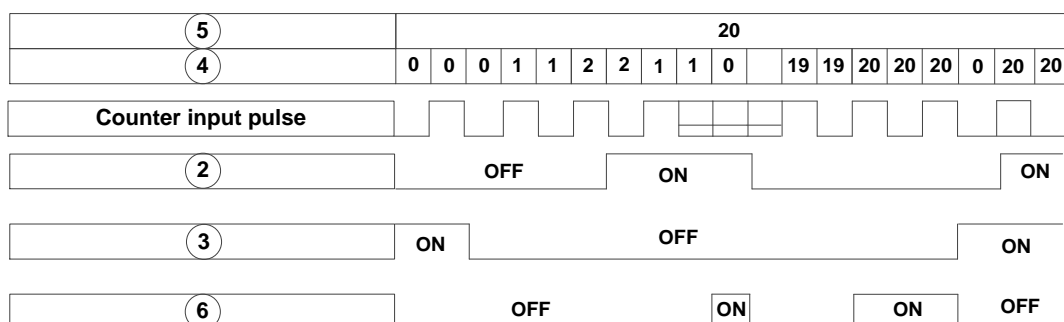 ⑤ 20
④ 0 0 0 1 1 2 2 1 1 0 19 19 20 20 20 0 20 20
Counter input pulse
② OFF ON ON
③ ON OFF ON
⑥ OFF ON ON OFF